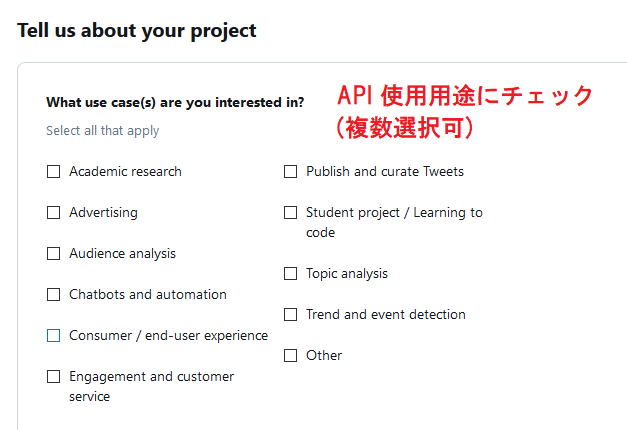 Tell us about your project
What use case(s) are you interested in?
Select all that apply
API 使用用途にチェック
(複数選択可)
Academic research
Advertising
Audience analysis
Chatbots and automation
Consumer / end-user experience
Engagement and customer
service
Publish and curate Tweets
Student project / Learning to
code
Topic analysis
Trend and event detection
Other